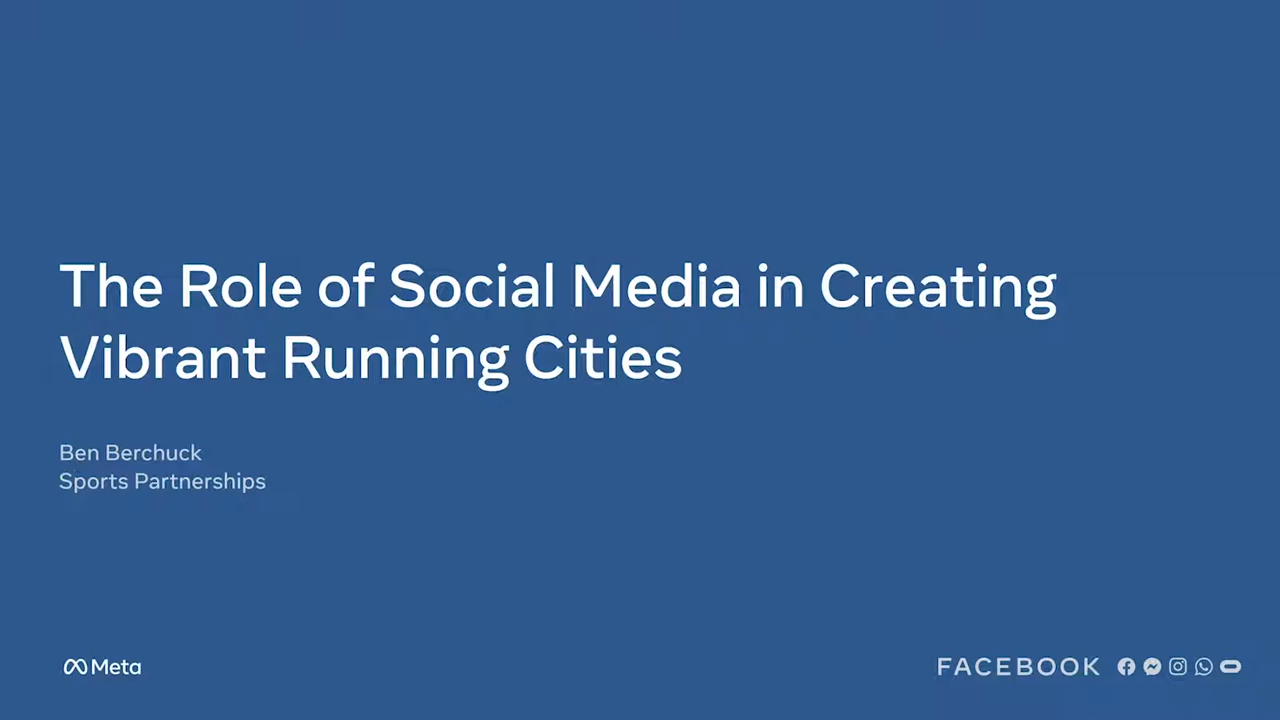 The Role of Social Media in Creating
Vibrant Running Cities
Ben Berchuck
Sports Partnerships
Meta
FACEBOOK